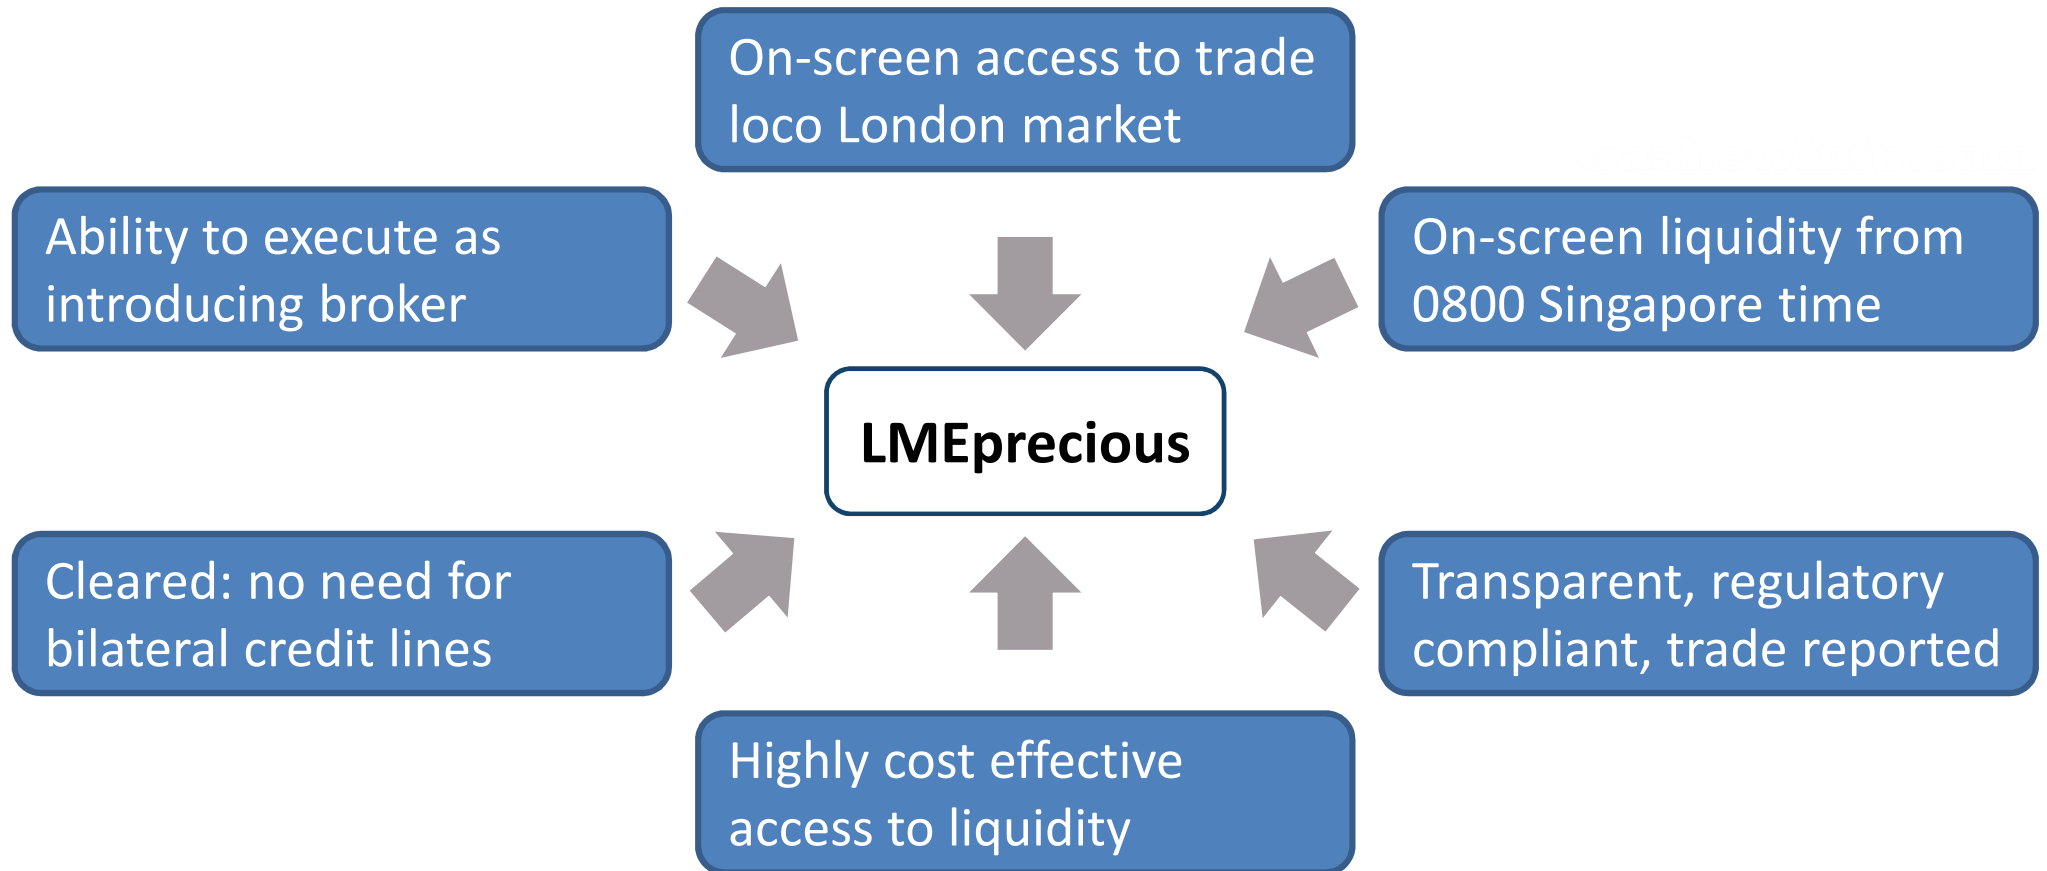 On-screen access to trade
loco London market
Ability to execute as
introducing broker
On-screen liquidity from
0800 Singapore time
LMEprecious
Cleared: no need for
bilateral credit lines
Transparent, regulatory
compliant, trade reported
Highly cost effective
access to liquidity